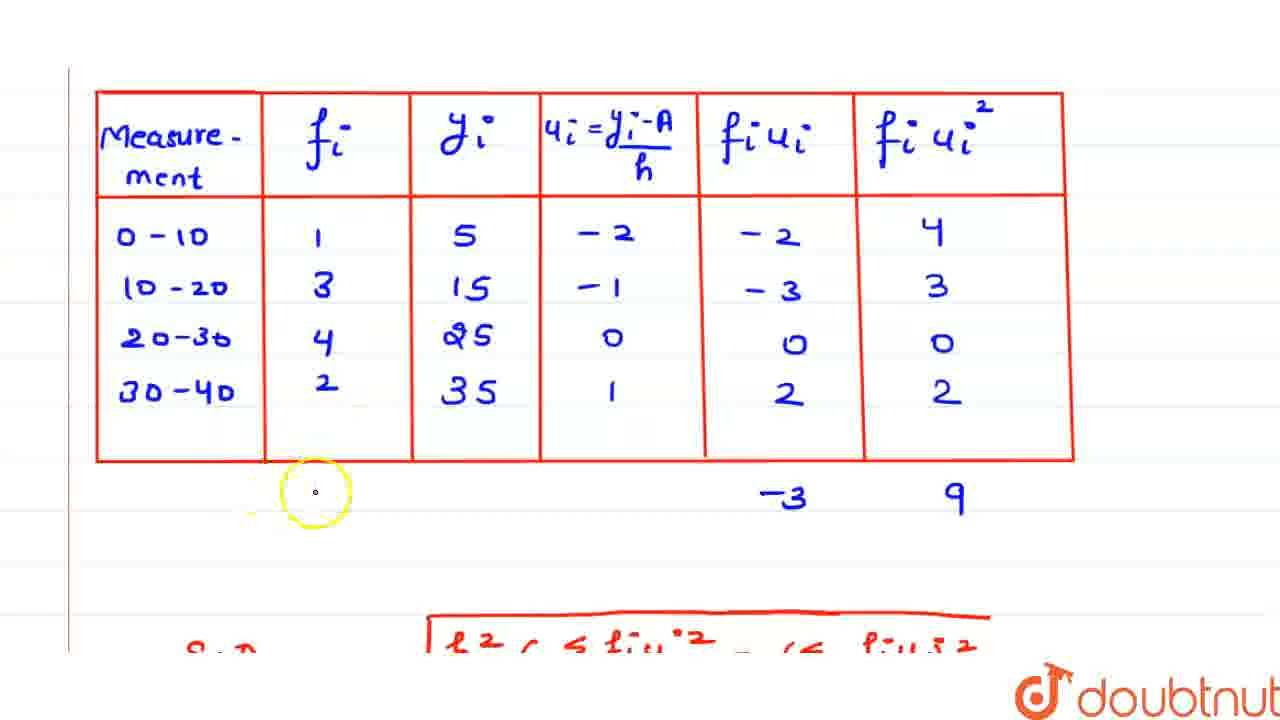 Measure- fi yi ui = yi-A/h fiui fiui²
ment
0-10 1 5 -2 -2 4
10-20 3 15 -1 -3 3
20-30 4 25 0 0 0
30-40 2 35 1 2 2
-3 9
doubtnut